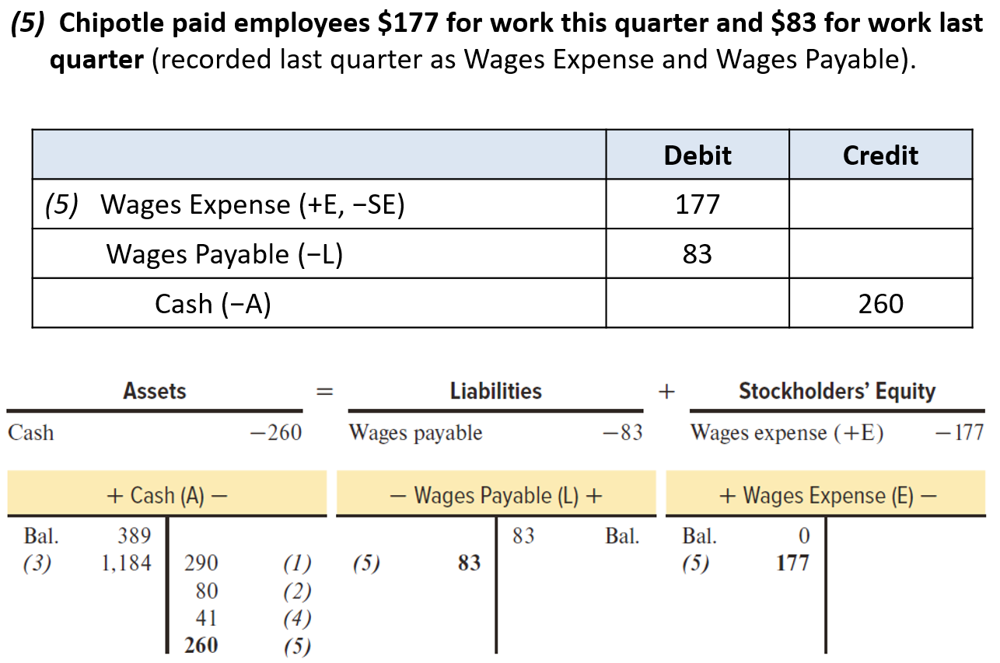 (5) Chipotle paid employees $177 for work this quarter and $83 for work last
quarter (recorded last quarter as Wages Expense and Wages Payable).
Debit Credit
(5) Wages Expense (+E, −SE) 177
Wages Payable (−L) 83
Cash (−A) 260
Assets = Liabilities + Stockholders’ Equity
Cash −260 Wages payable −83 Wages expense (+E) −177
+ Cash (A) − − Wages Payable (L) + + Wages Expense (E) −
Bal. 389 83 Bal. Bal. 0
(3) 1,184 290 (1) (5) 83 (5) 177
80 (2)
41 (4)
260 (5)